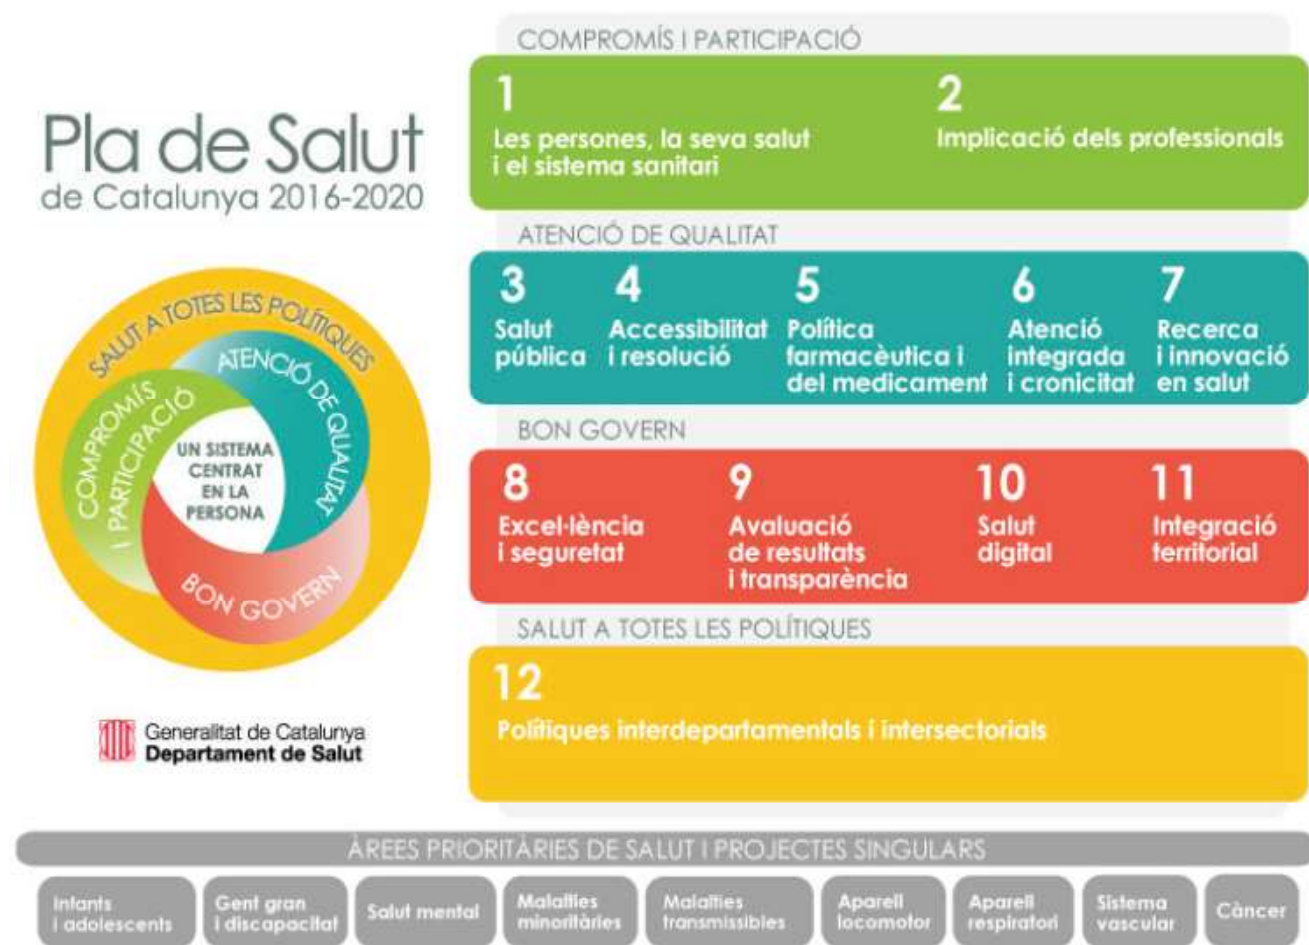 Pla de Salut
de Catalunya 2016-2020
SALUT A TOTES LES POLÍTIQUES
ATENCIÓ DE QUALITAT
COMPROMÍS
I PARTICIPACIÓ
BON GOVERN
UN SISTEMA
CENTRAT
EN LA
PERSONA
Generalitat de Catalunya
Departament de Salut
COMPROMÍS I PARTICIPACIÓ
1
Les persones, la seva salut
i el sistema sanitari
2
Implicació dels professionals
ATENCIÓ DE QUALITAT
3
Salut
pública
4
Accessibilitat
i resolució
5
Política
farmacèutica i
del medicament
6
Atenció
integrada
i cronicitat
7
Recerca
i innovació
en salut
BON GOVERN
8
Excel·lència
i seguretat
9
Avaluació
de resultats
i transparència
10
Salut
digital
11
Integració
territorial
SALUT A TOTES LES POLÍTIQUES
12
Polítiques interdepartamentals i intersectorials
ÀREES PRIORITÀRIES DE SALUT I PROJECTES SINGULARS
Infants
i adolescents
Gent gran
i discapacitat
Salut mental
Malalties
minoritàries
Malalties
transmissibles
Aparell
locomotor
Aparell
respiratori
Sistema
vascular
Càncer